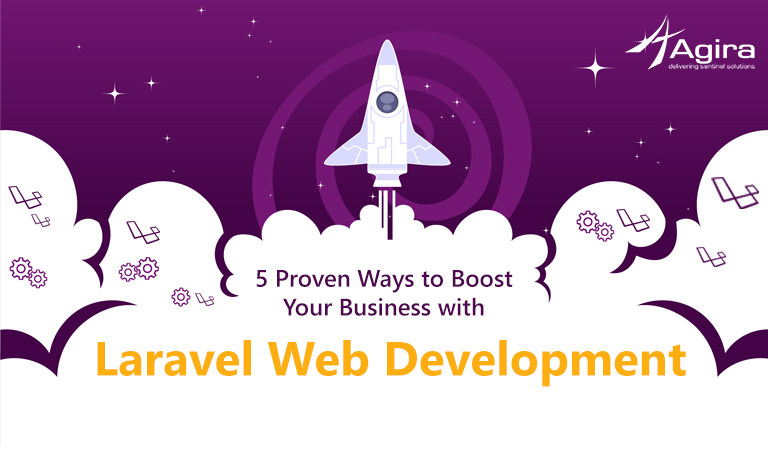 Agira
delivering sentinel solutions
5 Proven Ways to Boost
Your Business with
Laravel Web Development